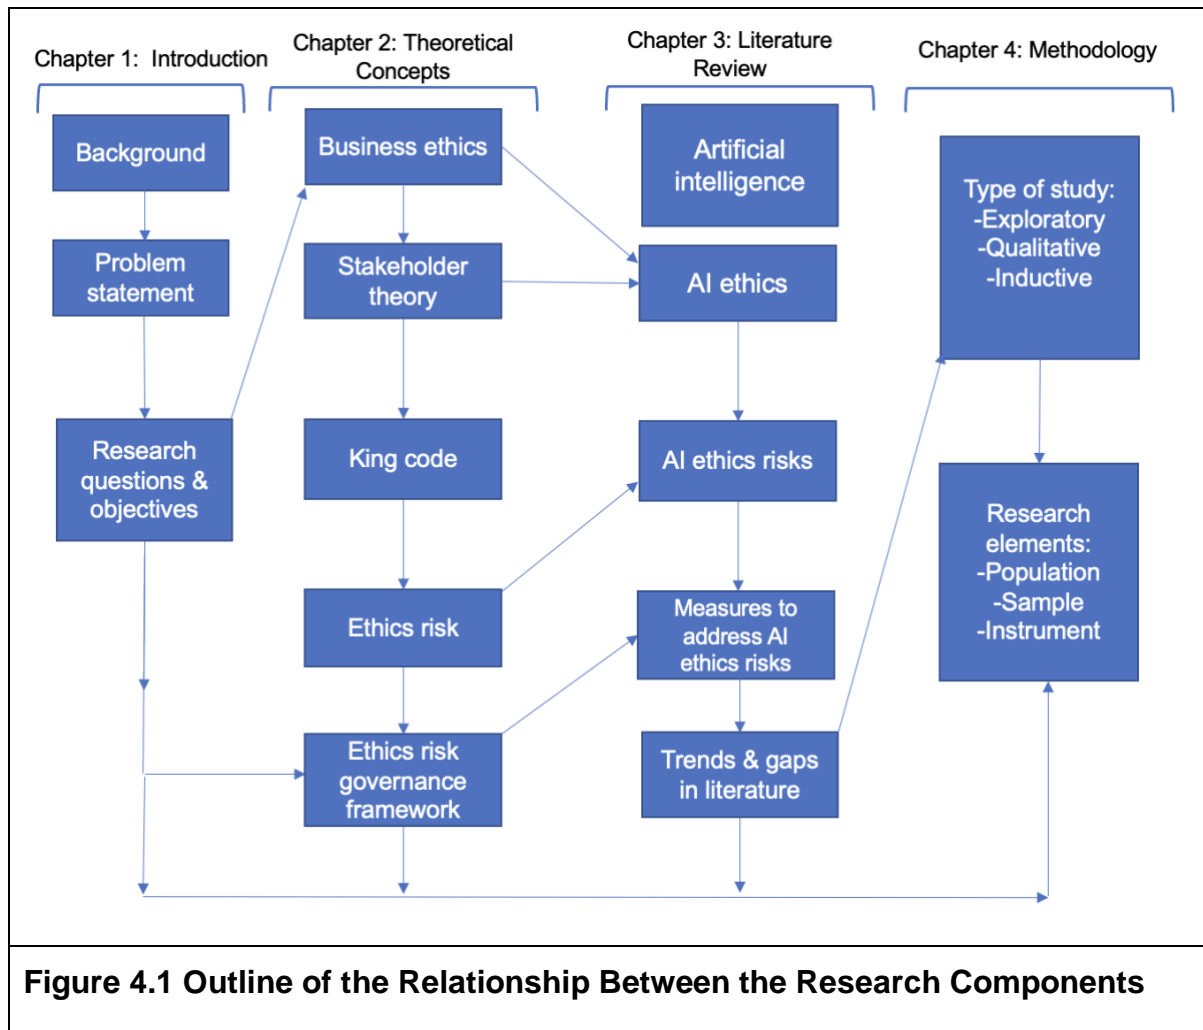 Chapter 1:  Introduction
Background
Problem
statement
Research
questions &
objectives
Chapter 2: Theoretical
Concepts
Business ethics
Stakeholder
theory
King code
Ethics risk
Ethics risk
governance
framework
Chapter 3: Literature
Review
Artificial
intelligence
AI ethics
AI ethics risks
Measures to
address AI
ethics risks
Trends & gaps
in literature
Chapter 4: Methodology
Type of study:
-Exploratory
-Qualitative
-Inductive
Research
elements:
-Population
-Sample
-Instrument
Figure 4.1 Outline of the Relationship Between the Research Components